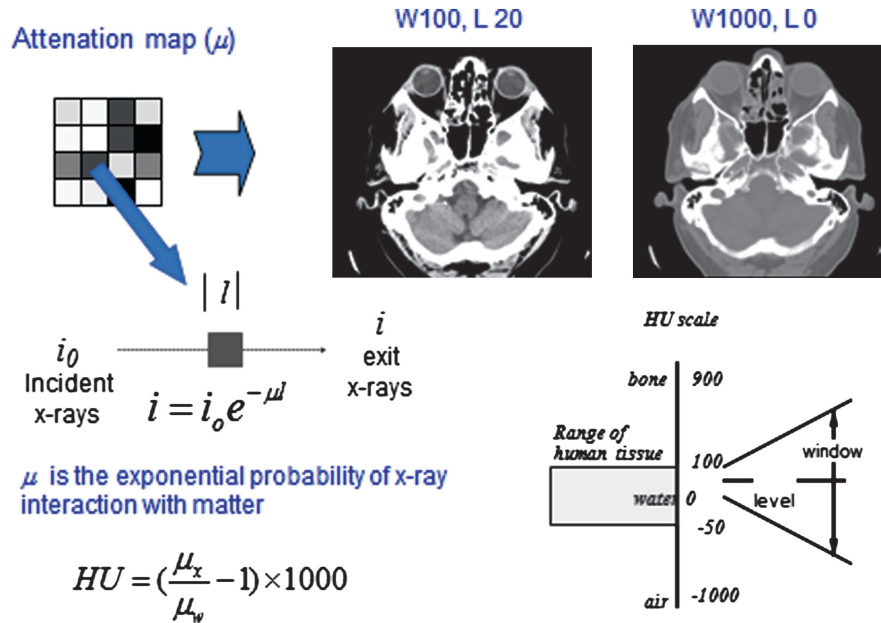 Attenation map (μ)
W100, L 20
W1000, L 0
| l |
i₀
Incident
x-rays
i
exit
x-rays
i = iₒe^{-μl}
μ is the exponential probability of x-ray
interaction with matter
HU = (μₓ/μ_w − 1) × 1000
HU scale
bone 900
Range of
human tissue
100
water 0
-50
air -1000
window
level